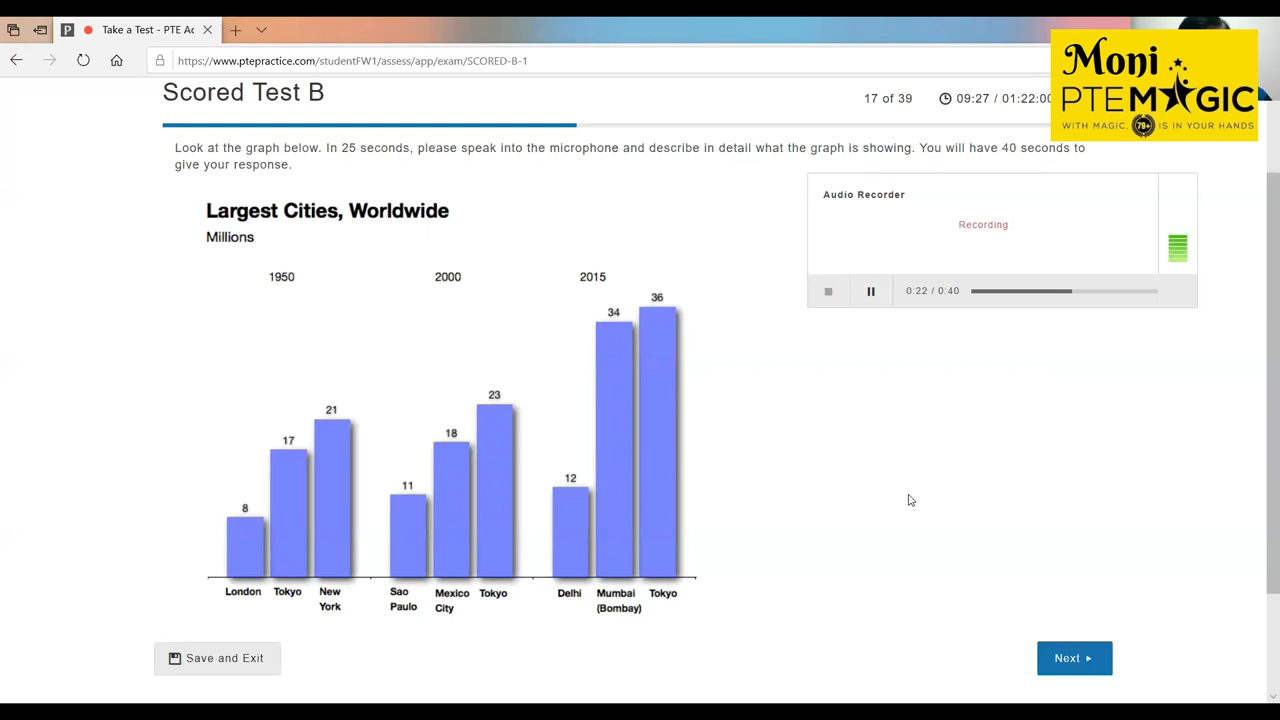 Take a Test - PTE Ac
https://www.ptepractice.com/studentFW1/assess/app/exam/SCORED-B-1
Moni
PTE MAGIC
WITH MAGIC, 79+ IS IN YOUR HANDS
Scored Test B
17 of 39
09:27 / 01:22:00
Look at the graph below. In 25 seconds, please speak into the microphone and describe in detail what the graph is showing. You will have 40 seconds to
give your response.
Audio Recorder
Recording
0:22 / 0:40
Largest Cities, Worldwide
Millions
1950 2000 2015
8 17 21 11 18 23 12 34 36
London Tokyo New Sao Mexico Tokyo Delhi Mumbai Tokyo
York Paulo City (Bombay)
Save and Exit
Next